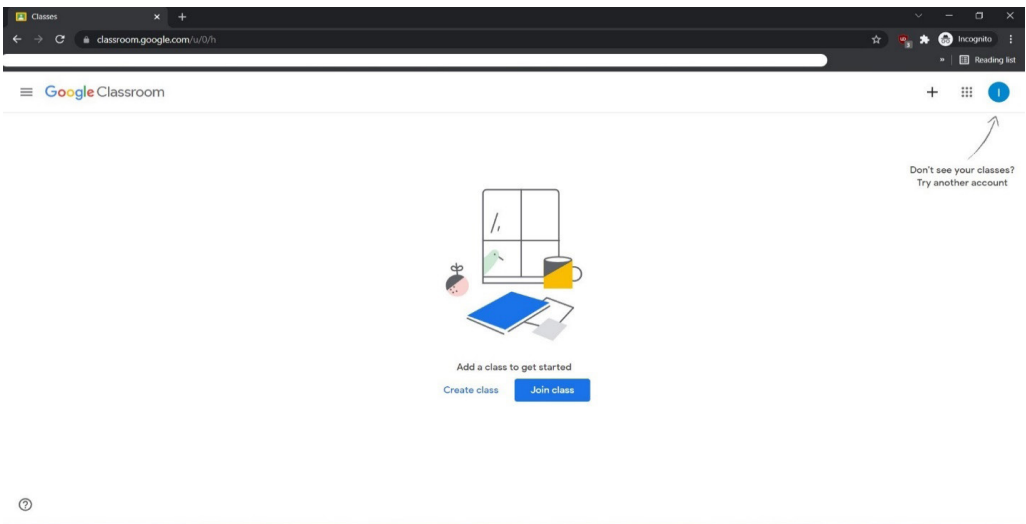 Classes
classroom.google.com/u/0/h
Incognito
Reading list
Google Classroom
I
Don't see your classes?
Try another account
Add a class to get started
Create class
Join class